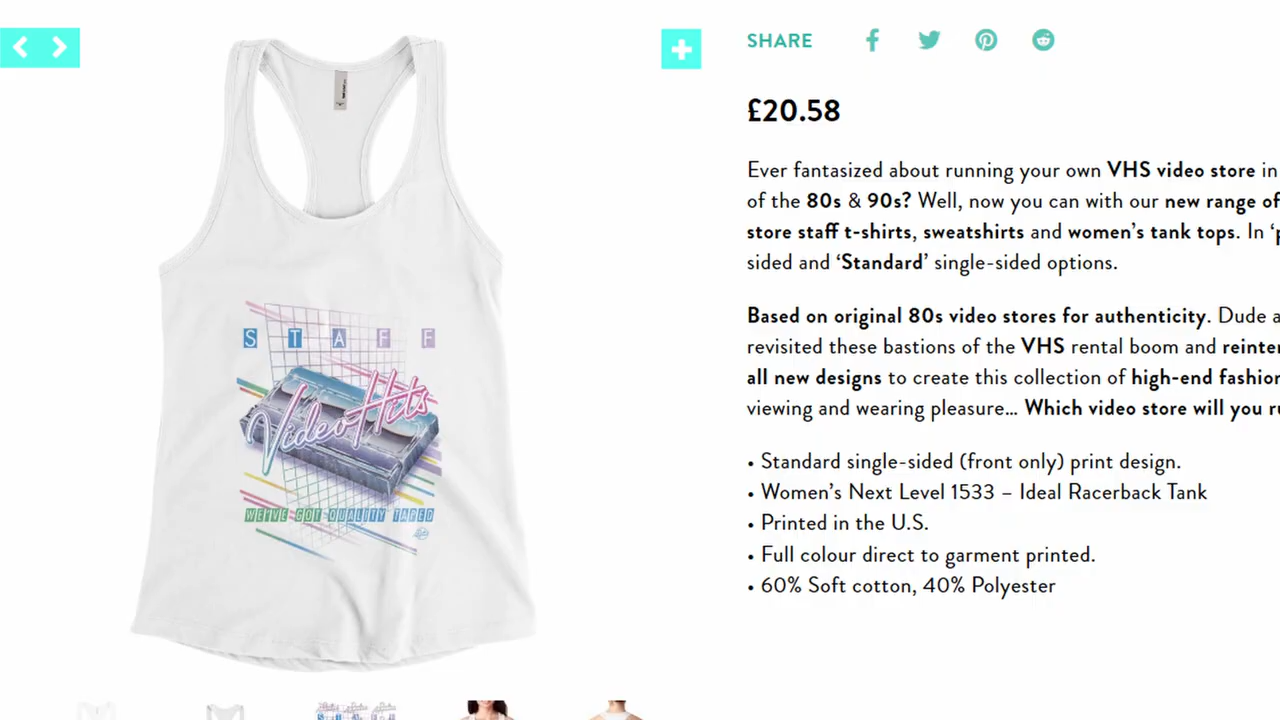 SHARE
£20.58
Ever fantasized about running your own VHS video store in
of the 80s & 90s? Well, now you can with our new range of
store staff t-shirts, sweatshirts and women's tank tops. In ‘p
sided and ‘Standard’ single-sided options.
Based on original 80s video stores for authenticity. Dude a
revisited these bastions of the VHS rental boom and reinter
all new designs to create this collection of high-end fashion
viewing and wearing pleasure... Which video store will you ru
• Standard single-sided (front only) print design.
• Women's Next Level 1533 – Ideal Racerback Tank
• Printed in the U.S.
• Full colour direct to garment printed.
• 60% Soft cotton, 40% Polyester
STAFF
Video Hits
WE'VE GOT QUALITY TAPED